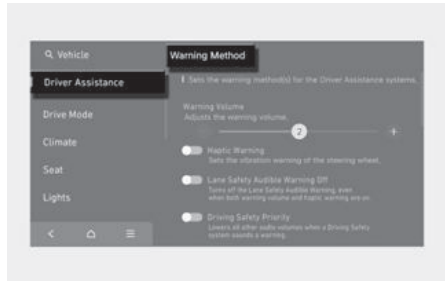 Vehicle
Warning Method
Driver Assistance
Sets the warning method(s) for the Driver Assistance systems.
Drive Mode
Warning Volume
Adjusts the warning volume.
2
+
Climate
Haptic Warning
Sets the vibration warning of the steering wheel.
Seat
Lane Safety Audible Warning Off
Turns off the Lane Safety Audible Warning, even
when both warning volume and haptic warning are on
Lights
Driving Safety Priority
Lowers all other audio volumes when a Driving Safety
system sounds a warning.